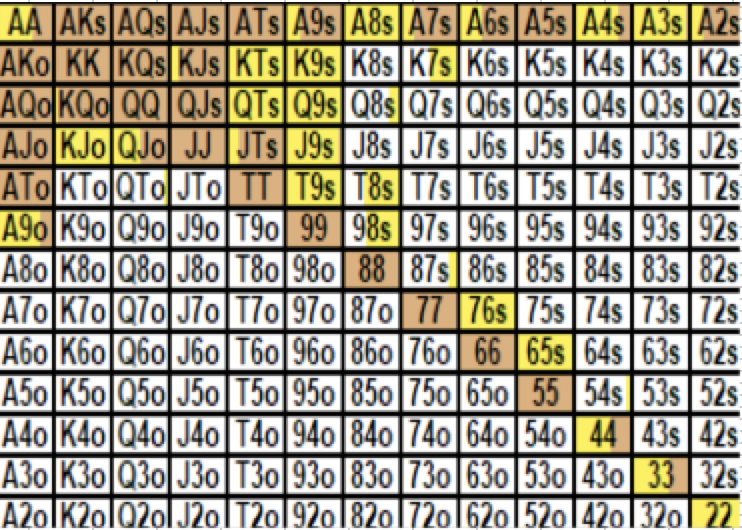 AA AKs AQs AJs ATs A9s A8s A7s A6s A5s A4s A3s A2s
AKo KK KQs KJs KTs K9s K8s K7s K6s K5s K4s K3s K2s
AQo KQo QQ QJs QTs Q9s Q8s Q7s Q6s Q5s Q4s Q3s Q2s
AJo KJo QJo JJ JTs J9s J8s J7s J6s J5s J4s J3s J2s
ATo KTo QTo JTo TT T9s T8s T7s T6s T5s T4s T3s T2s
A9o K9o Q9o J9o T9o 99 98s 97s 96s 95s 94s 93s 92s
A8o K8o Q8o J8o T8o 98o 88 87s 86s 85s 84s 83s 82s
A7o K7o Q7o J7o T7o 97o 87o 77 76s 75s 74s 73s 72s
A6o K6o Q6o J6o T6o 96o 86o 76o 66 65s 64s 63s 62s
A5o K5o Q5o J5o T5o 95o 85o 75o 65o 55 54s 53s 52s
A4o K4o Q4o J4o T4o 94o 84o 74o 64o 54o 44 43s 42s
A3o K3o Q3o J3o T3o 93o 83o 73o 63o 53o 43o 33 32s
A2o K2o Q2o J2o T2o 92o 82o 72o 62o 52o 42o 32o 22